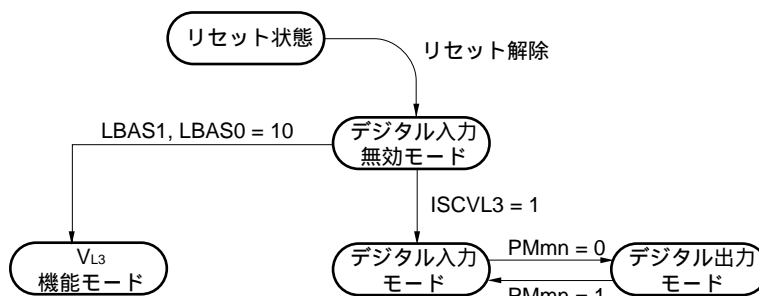 リセット状態
リセット解除
LBAS1, LBAS0 = 10
デジタル入力
無効モード
ISCVL3 = 1
VL3
機能モード
デジタル入力
モード
PMmn = 0
PMmn = 1
デジタル出力
モード